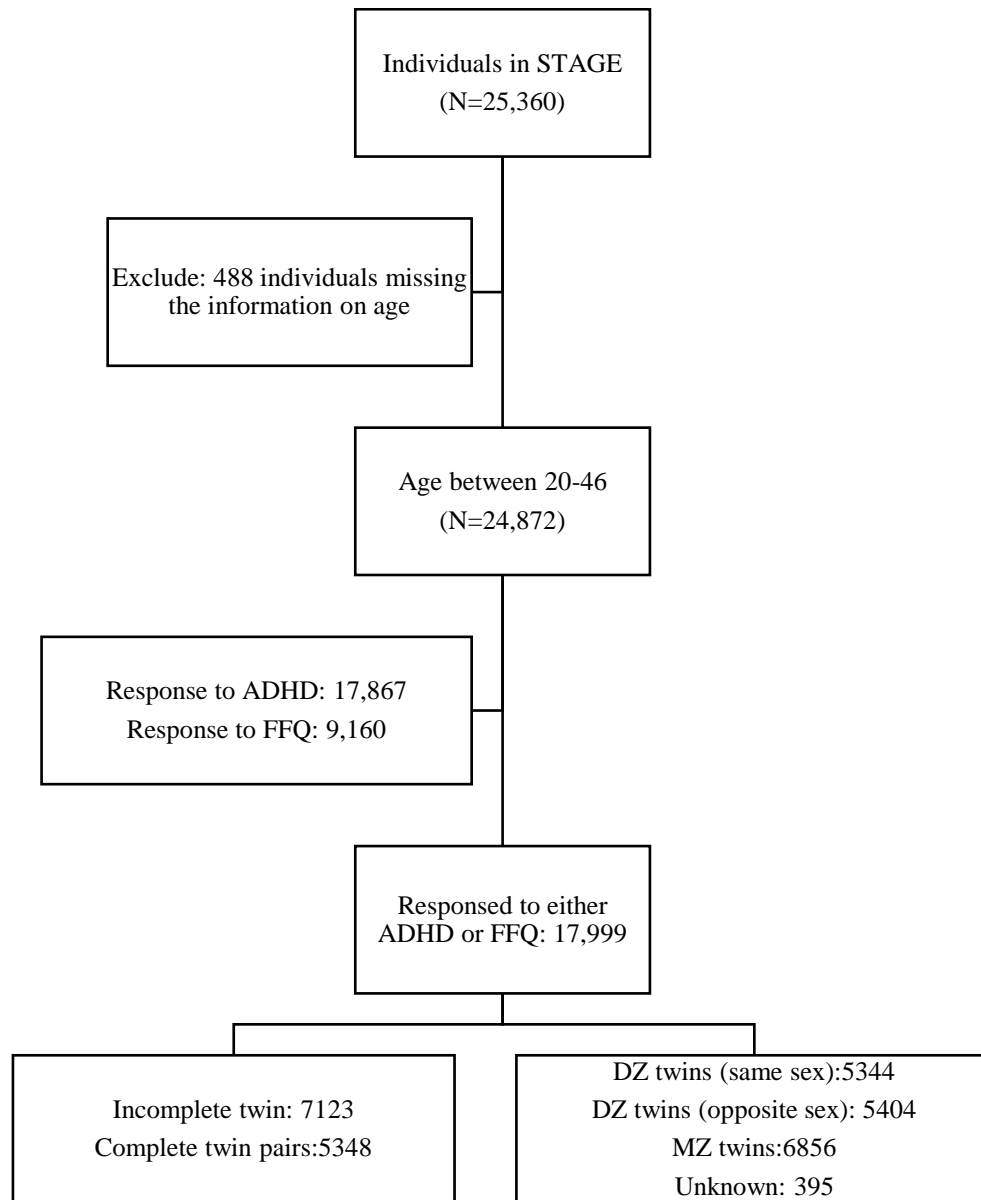 Individuals in STAGE
(N=25,360)
Exclude: 488 individuals missing
the information on age
Age between 20-46
(N=24,872)
Response to ADHD: 17,867
Response to FFQ: 9,160
Responsed to either
ADHD or FFQ: 17,999
Incomplete twin: 7123
Complete twin pairs:5348
DZ twins (same sex):5344
DZ twins (opposite sex): 5404
MZ twins:6856
Unknown: 395